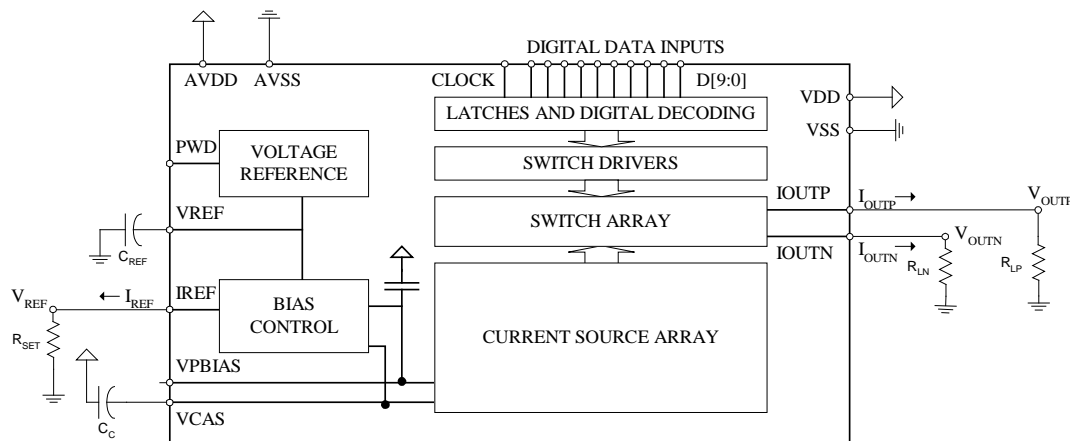 DIGITAL DATA INPUTS
AVDD
AVSS
CLOCK
D[9:0]
VDD
LATCHES AND DIGITAL DECODING
VSS
PWD
VOLTAGE
REFERENCE
SWITCH DRIVERS
IOUTP
I_OUTP
V_OUTP
VREF
SWITCH ARRAY
C_REF
IOUTN
I_OUTN
V_OUTN
R_LN
R_LP
V_REF
I_REF
IREF
BIAS
CONTROL
CURRENT SOURCE ARRAY
R_SET
VPBIAS
VCAS
C_C